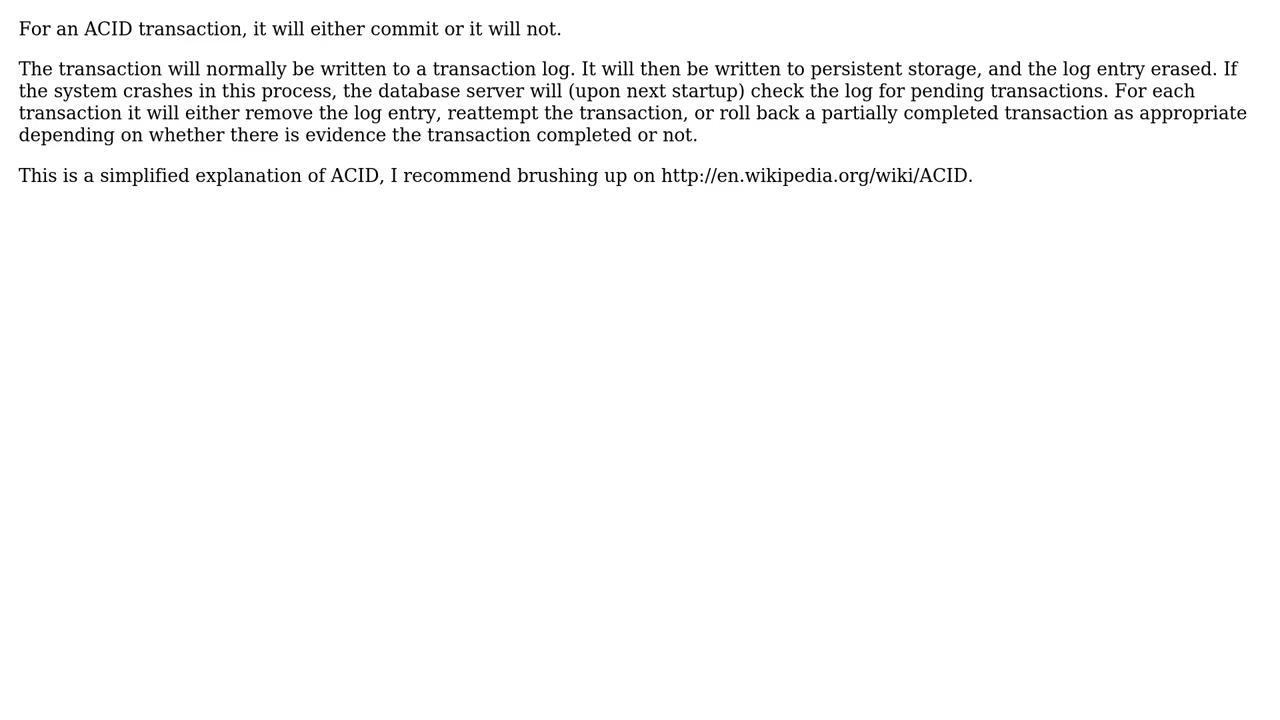 For an ACID transaction, it will either commit or it will not.
The transaction will normally be written to a transaction log. It will then be written to persistent storage, and the log entry erased. If
the system crashes in this process, the database server will (upon next startup) check the log for pending transactions. For each
transaction it will either remove the log entry, reattempt the transaction, or roll back a partially completed transaction as appropriate
depending on whether there is evidence the transaction completed or not.
This is a simplified explanation of ACID, I recommend brushing up on http://en.wikipedia.org/wiki/ACID.